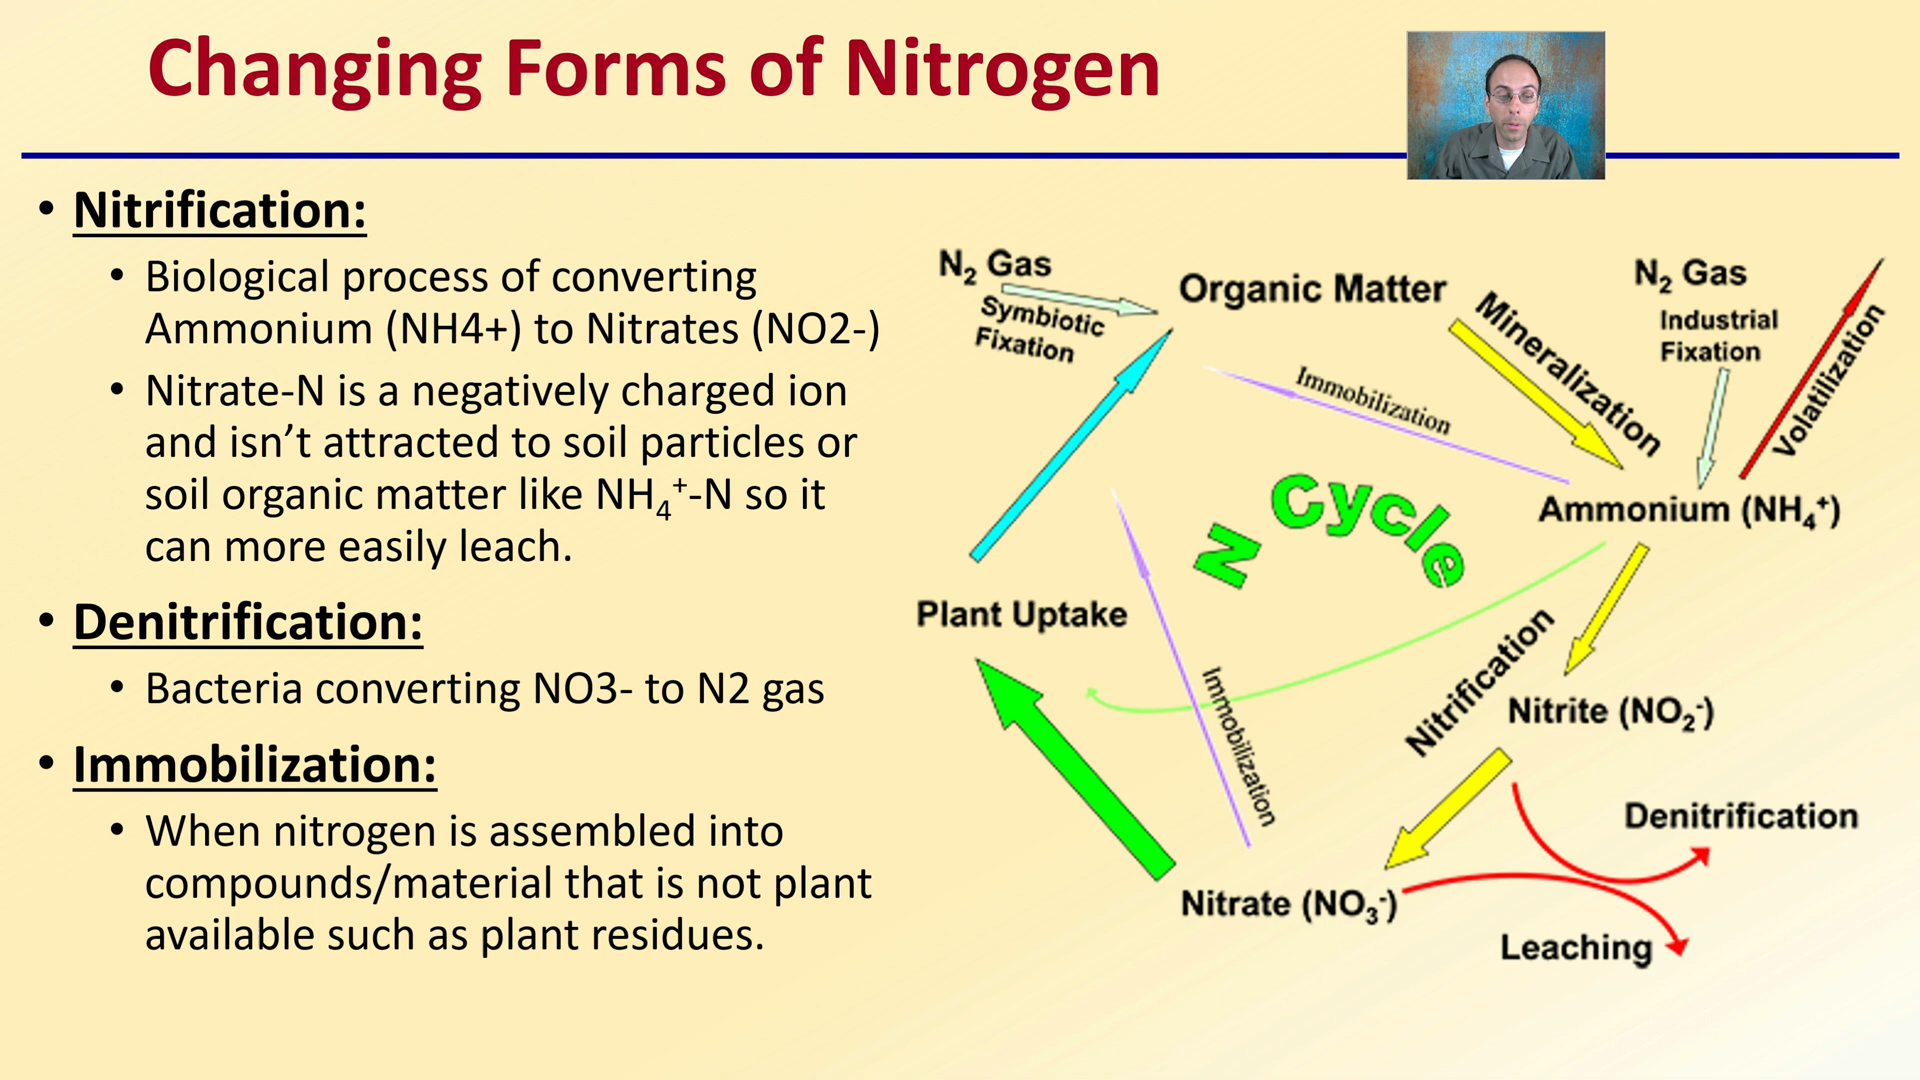 Changing Forms of Nitrogen
• Nitrification:
• Biological process of converting
Ammonium (NH4+) to Nitrates (NO2-)
• Nitrate-N is a negatively charged ion
and isn’t attracted to soil particles or
soil organic matter like NH₄⁺-N so it
can more easily leach.
• Denitrification:
• Bacteria converting NO3- to N2 gas
• Immobilization:
• When nitrogen is assembled into
compounds/material that is not plant
available such as plant residues.
N₂ Gas
Symbiotic
Fixation
Organic Matter
Mineralization
N₂ Gas
Industrial
Fixation
Volatilization
Immobilization
Ammonium (NH₄⁺)
N Cycle
Plant Uptake
Nitrification
Nitrite (NO₂⁻)
Immobilization
Denitrification
Nitrate (NO₃⁻)
Leaching